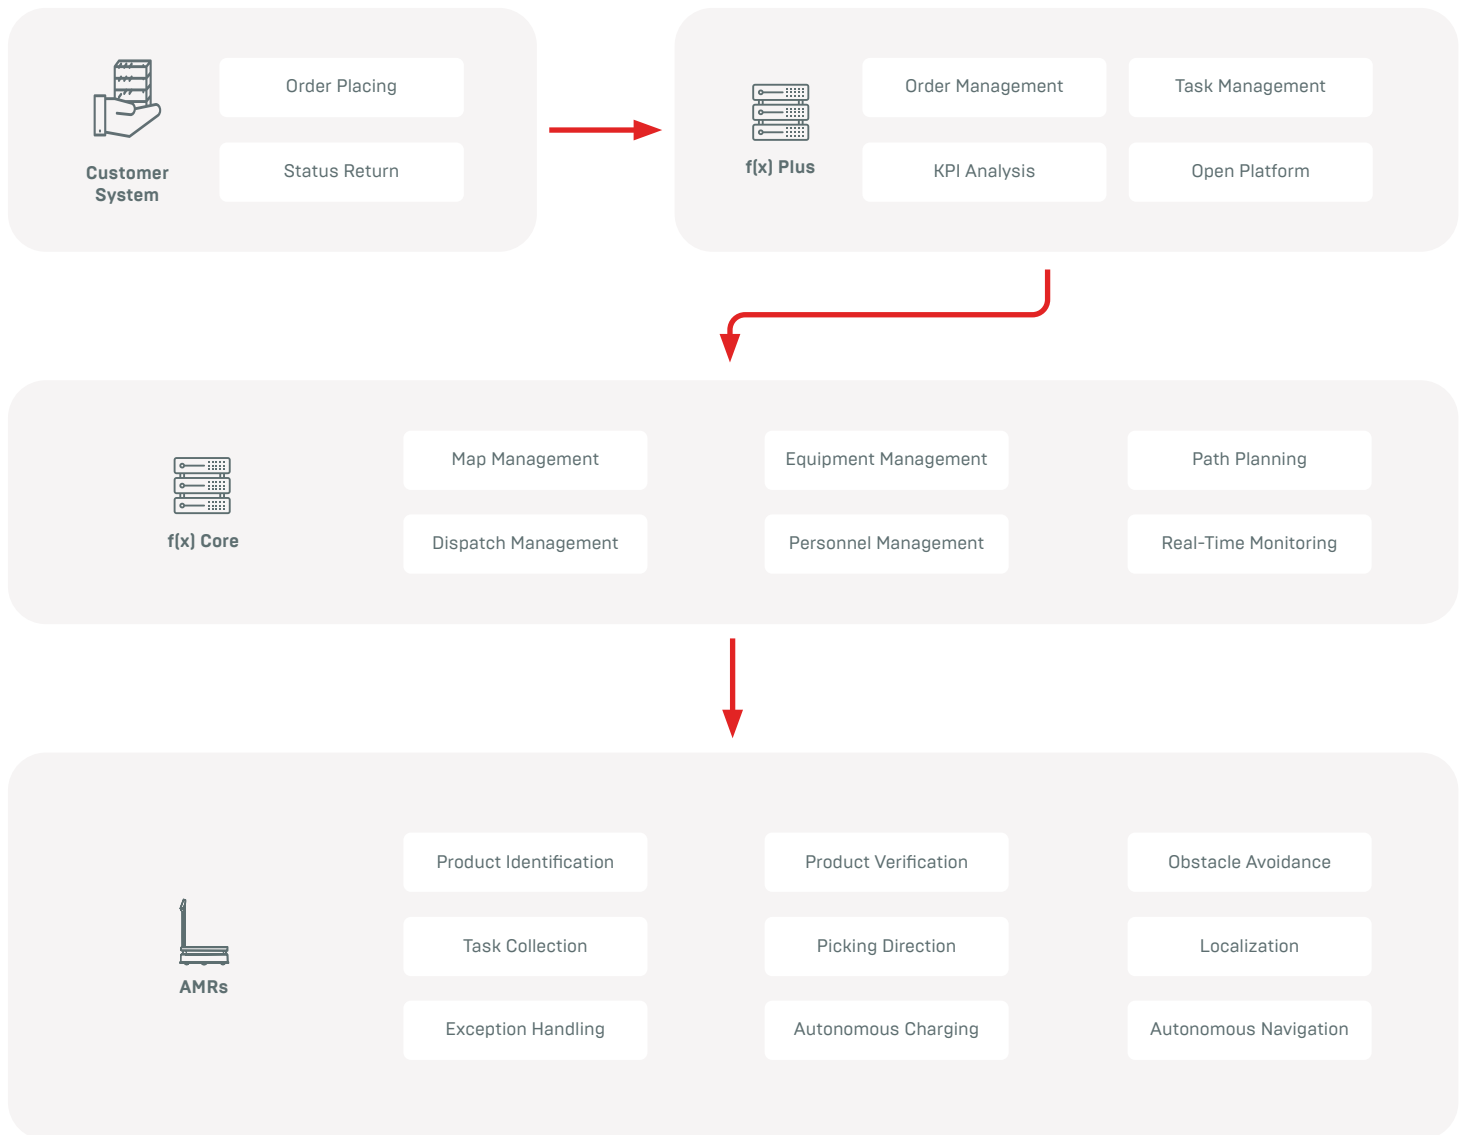 Order Placing
Status Return
Customer
System
Order Management
Task Management
f(x) Plus
KPI Analysis
Open Platform
Map Management
Equipment Management
Path Planning
f(x) Core
Dispatch Management
Personnel Management
Real-Time Monitoring
Product Identification
Product Verification
Obstacle Avoidance
Task Collection
Picking Direction
Localization
AMRs
Exception Handling
Autonomous Charging
Autonomous Navigation